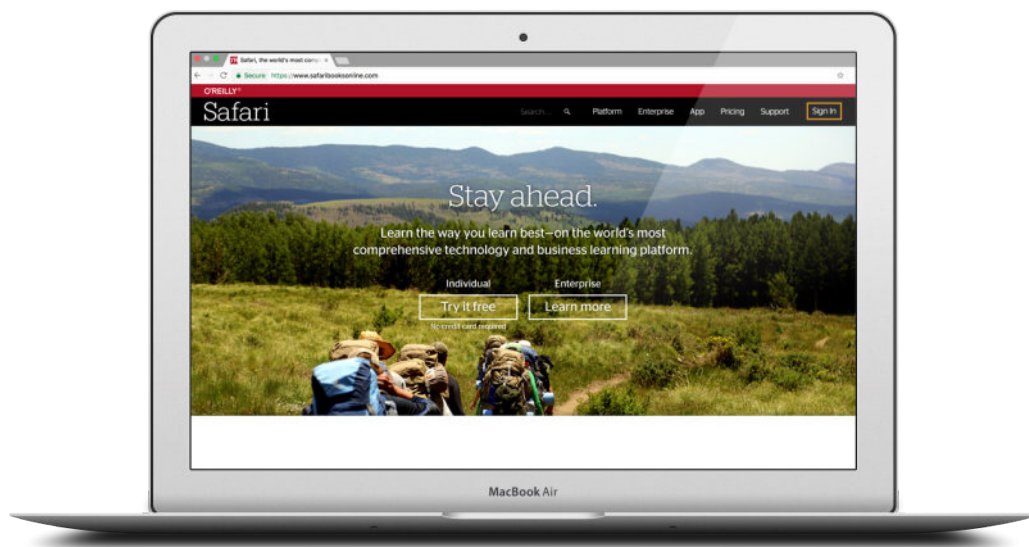 Safari, the world's most comp
Secure https://www.safaribooksonline.com
O'REILLY®
Safari
Search... Platform Enterprise App Pricing Support Sign In
Stay ahead.
Learn the way you learn best—on the world's most
comprehensive technology and business learning platform.
Individual Enterprise
Try it free Learn more
No credit card required
MacBook Air